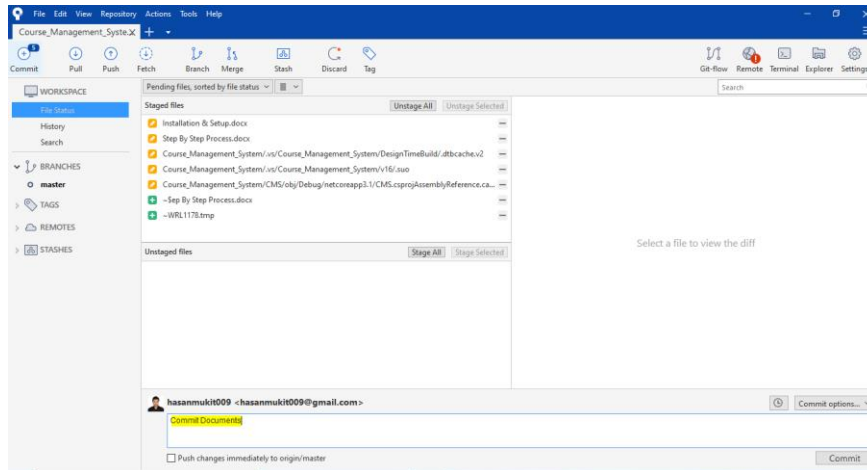 File Edit View Repository Actions Tools Help
Course_Management_Syste X
5
Commit Pull Push Fetch Branch Merge Stash Discard Tag Git-flow Remote Terminal Explorer Settings
WORKSPACE
File Status
History
Search
BRANCHES
master
TAGS
REMOTES
STASHES
Pending files, sorted by file status
Search
Staged files Unstage All Unstage Selected
Installation & Setup.docx
Step By Step Process.docx
Course_Management_System/.vs/Course_Management_System/DesignTimeBuild/.dtbcache.v2
Course_Management_System/.vs/Course_Management_System/v16/.suo
Course_Management_System/CMS/obj/Debug/netcoreapp3.1/CMS.csprojAssemblyReference.ca...
~$ep By Step Process.docx
~WRL1178.tmp
Unstaged files Stage All Stage Selected
Select a file to view the diff
hasanmukit009 <hasanmukit009@gmail.com>
Commit options...
Commit Documents
Push changes immediately to origin/master
Commit